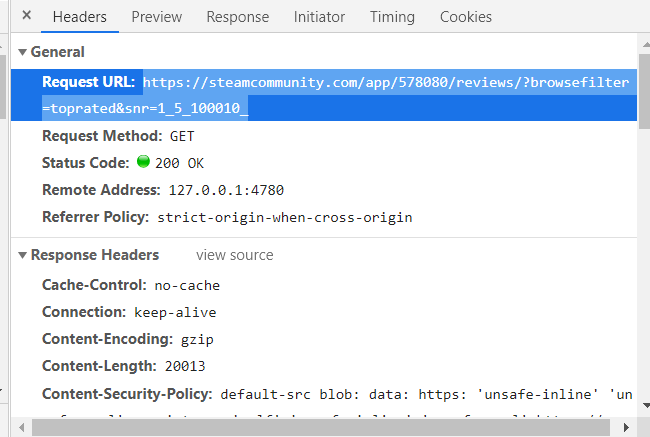 Headers Preview Response Initiator Timing Cookies
General
Request URL: https://steamcommunity.com/app/578080/reviews/?browsefilter
=toprated&snr=1_5_100010_
Request Method: GET
Status Code: 200 OK
Remote Address: 127.0.0.1:4780
Referrer Policy: strict-origin-when-cross-origin
Response Headers view source
Cache-Control: no-cache
Connection: keep-alive
Content-Encoding: gzip
Content-Length: 20013
Content-Security-Policy: default-src blob: data: https: 'unsafe-inline' 'un